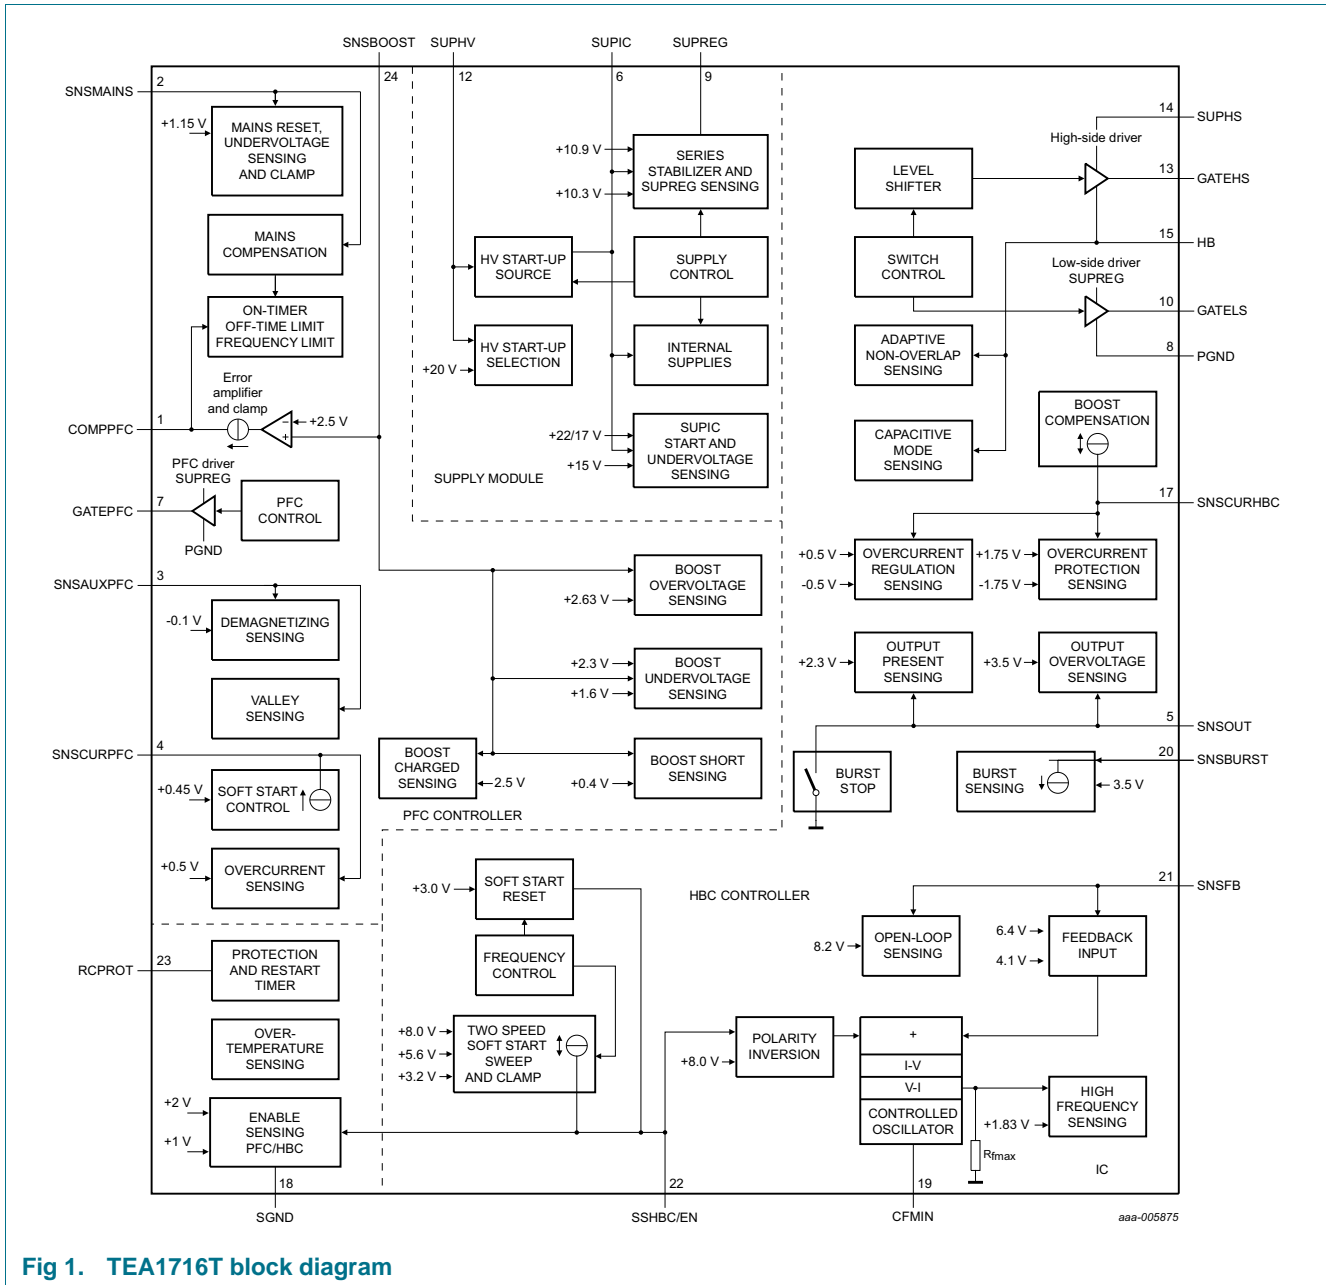 SNSBOOST SUPHV SUPIC SUPREG
24 12 6 9
SNSMAINS 2
+1.15 V
MAINS RESET,
UNDERVOLTAGE
SENSING
AND CLAMP
MAINS
COMPENSATION
ON-TIMER
OFF-TIME LIMIT
FREQUENCY LIMIT
Error
amplifier
and clamp
+2.5 V
−
+
COMPPFC 1
PFC driver
SUPREG
GATEPFC 7
PGND
PFC
CONTROL
SNSAUXPFC 3
-0.1 V
DEMAGNETIZING
SENSING
VALLEY
SENSING
SNSCURPFC 4
+0.45 V
SOFT START
CONTROL
+0.5 V
OVERCURRENT
SENSING
RCPROT 23
PROTECTION
AND RESTART
TIMER
OVER-
TEMPERATURE
SENSING
+2 V
+1 V
ENABLE
SENSING
PFC/HBC
18
SGND
+10.9 V
+10.3 V
SERIES
STABILIZER AND
SUPREG SENSING
HV START-UP
SOURCE
SUPPLY
CONTROL
+20 V
HV START-UP
SELECTION
INTERNAL
SUPPLIES
+22/17 V
+15 V
SUPIC
START AND
UNDERVOLTAGE
SENSING
SUPPLY MODULE
BOOST
OVERVOLTAGE
SENSING
+2.63 V
+2.3 V
+1.6 V
BOOST
UNDERVOLTAGE
SENSING
BOOST
CHARGED
SENSING
2.5 V
+0.4 V
BOOST SHORT
SENSING
PFC CONTROLLER
LEVEL
SHIFTER
High-side driver
14 SUPHS
13 GATEHS
15 HB
SWITCH
CONTROL
Low-side driver
SUPREG
10 GATELS
8 PGND
ADAPTIVE
NON-OVERLAP
SENSING
CAPACITIVE
MODE
SENSING
BOOST
COMPENSATION
17 SNSCURHBC
+0.5 V
-0.5 V
OVERCURRENT
REGULATION
SENSING
+1.75 V
-1.75 V
OVERCURRENT
PROTECTION
SENSING
+2.3 V
OUTPUT
PRESENT
SENSING
+3.5 V
OUTPUT
OVERVOLTAGE
SENSING
5 SNSOUT
BURST
STOP
20 SNSBURST
BURST
SENSING
3.5 V
HBC CONTROLLER
+3.0 V
SOFT START
RESET
FREQUENCY
CONTROL
+8.0 V
+5.6 V
+3.2 V
TWO SPEED
SOFT START
SWEEP
AND CLAMP
21 SNSFB
8.2 V
OPEN-LOOP
SENSING
6.4 V
4.1 V
FEEDBACK
INPUT
POLARITY
INVERSION
+8.0 V
+
I-V
V-I
CONTROLLED
OSCILLATOR
HIGH
FREQUENCY
SENSING
+1.83 V
Rfmax
IC
22
SSHBC/EN
19
CFMIN
aaa-005875
Fig 1. TEA1716T block diagram